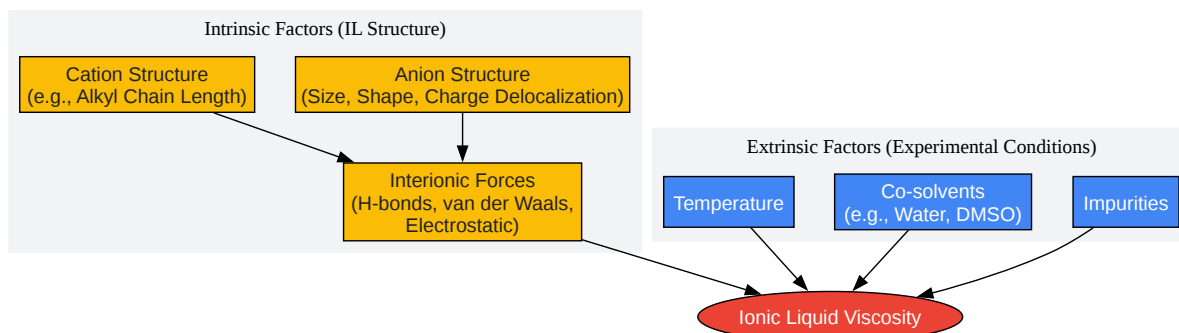 Intrinsic Factors (IL Structure)
Cation Structure
(e.g., Alkyl Chain Length)
Anion Structure
(Size, Shape, Charge Delocalization)
Interionic Forces
(H-bonds, van der Waals,
Electrostatic)
Extrinsic Factors (Experimental Conditions)
Temperature
Co-solvents
(e.g., Water, DMSO)
Impurities
Ionic Liquid Viscosity